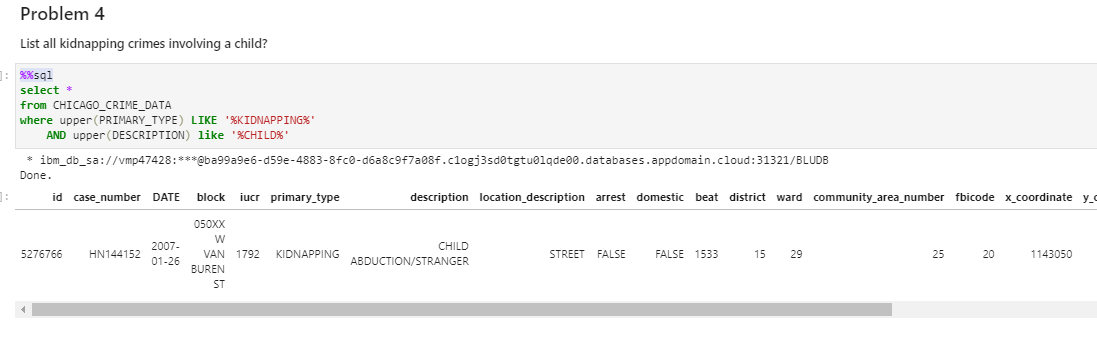 Problem 4
List all kidnapping crimes involving a child?
]:
%%sql
select *
from CHICAGO_CRIME_DATA
where upper(PRIMARY_TYPE) LIKE '%KIDNAPPING%'
AND upper(DESCRIPTION) like '%CHILD%'
* ibm_db_sa://vmp47428:***@ba99a9e6-d59e-4883-8fc0-d6a8c9f7a08f.c1ogj3sd0tgtu0lqde00.databases.appdomain.cloud:31321/BLUDB
Done.
]:
id case_number DATE block iucr primary_type description location_description arrest domestic beat district ward community_area_number fbicode x_coordinate
5276766 HN144152 2007-01-26 050XX W VAN BUREN ST 1792 KIDNAPPING CHILD ABDUCTION/STRANGER STREET FALSE FALSE 1533 15 29 25 20 1143050